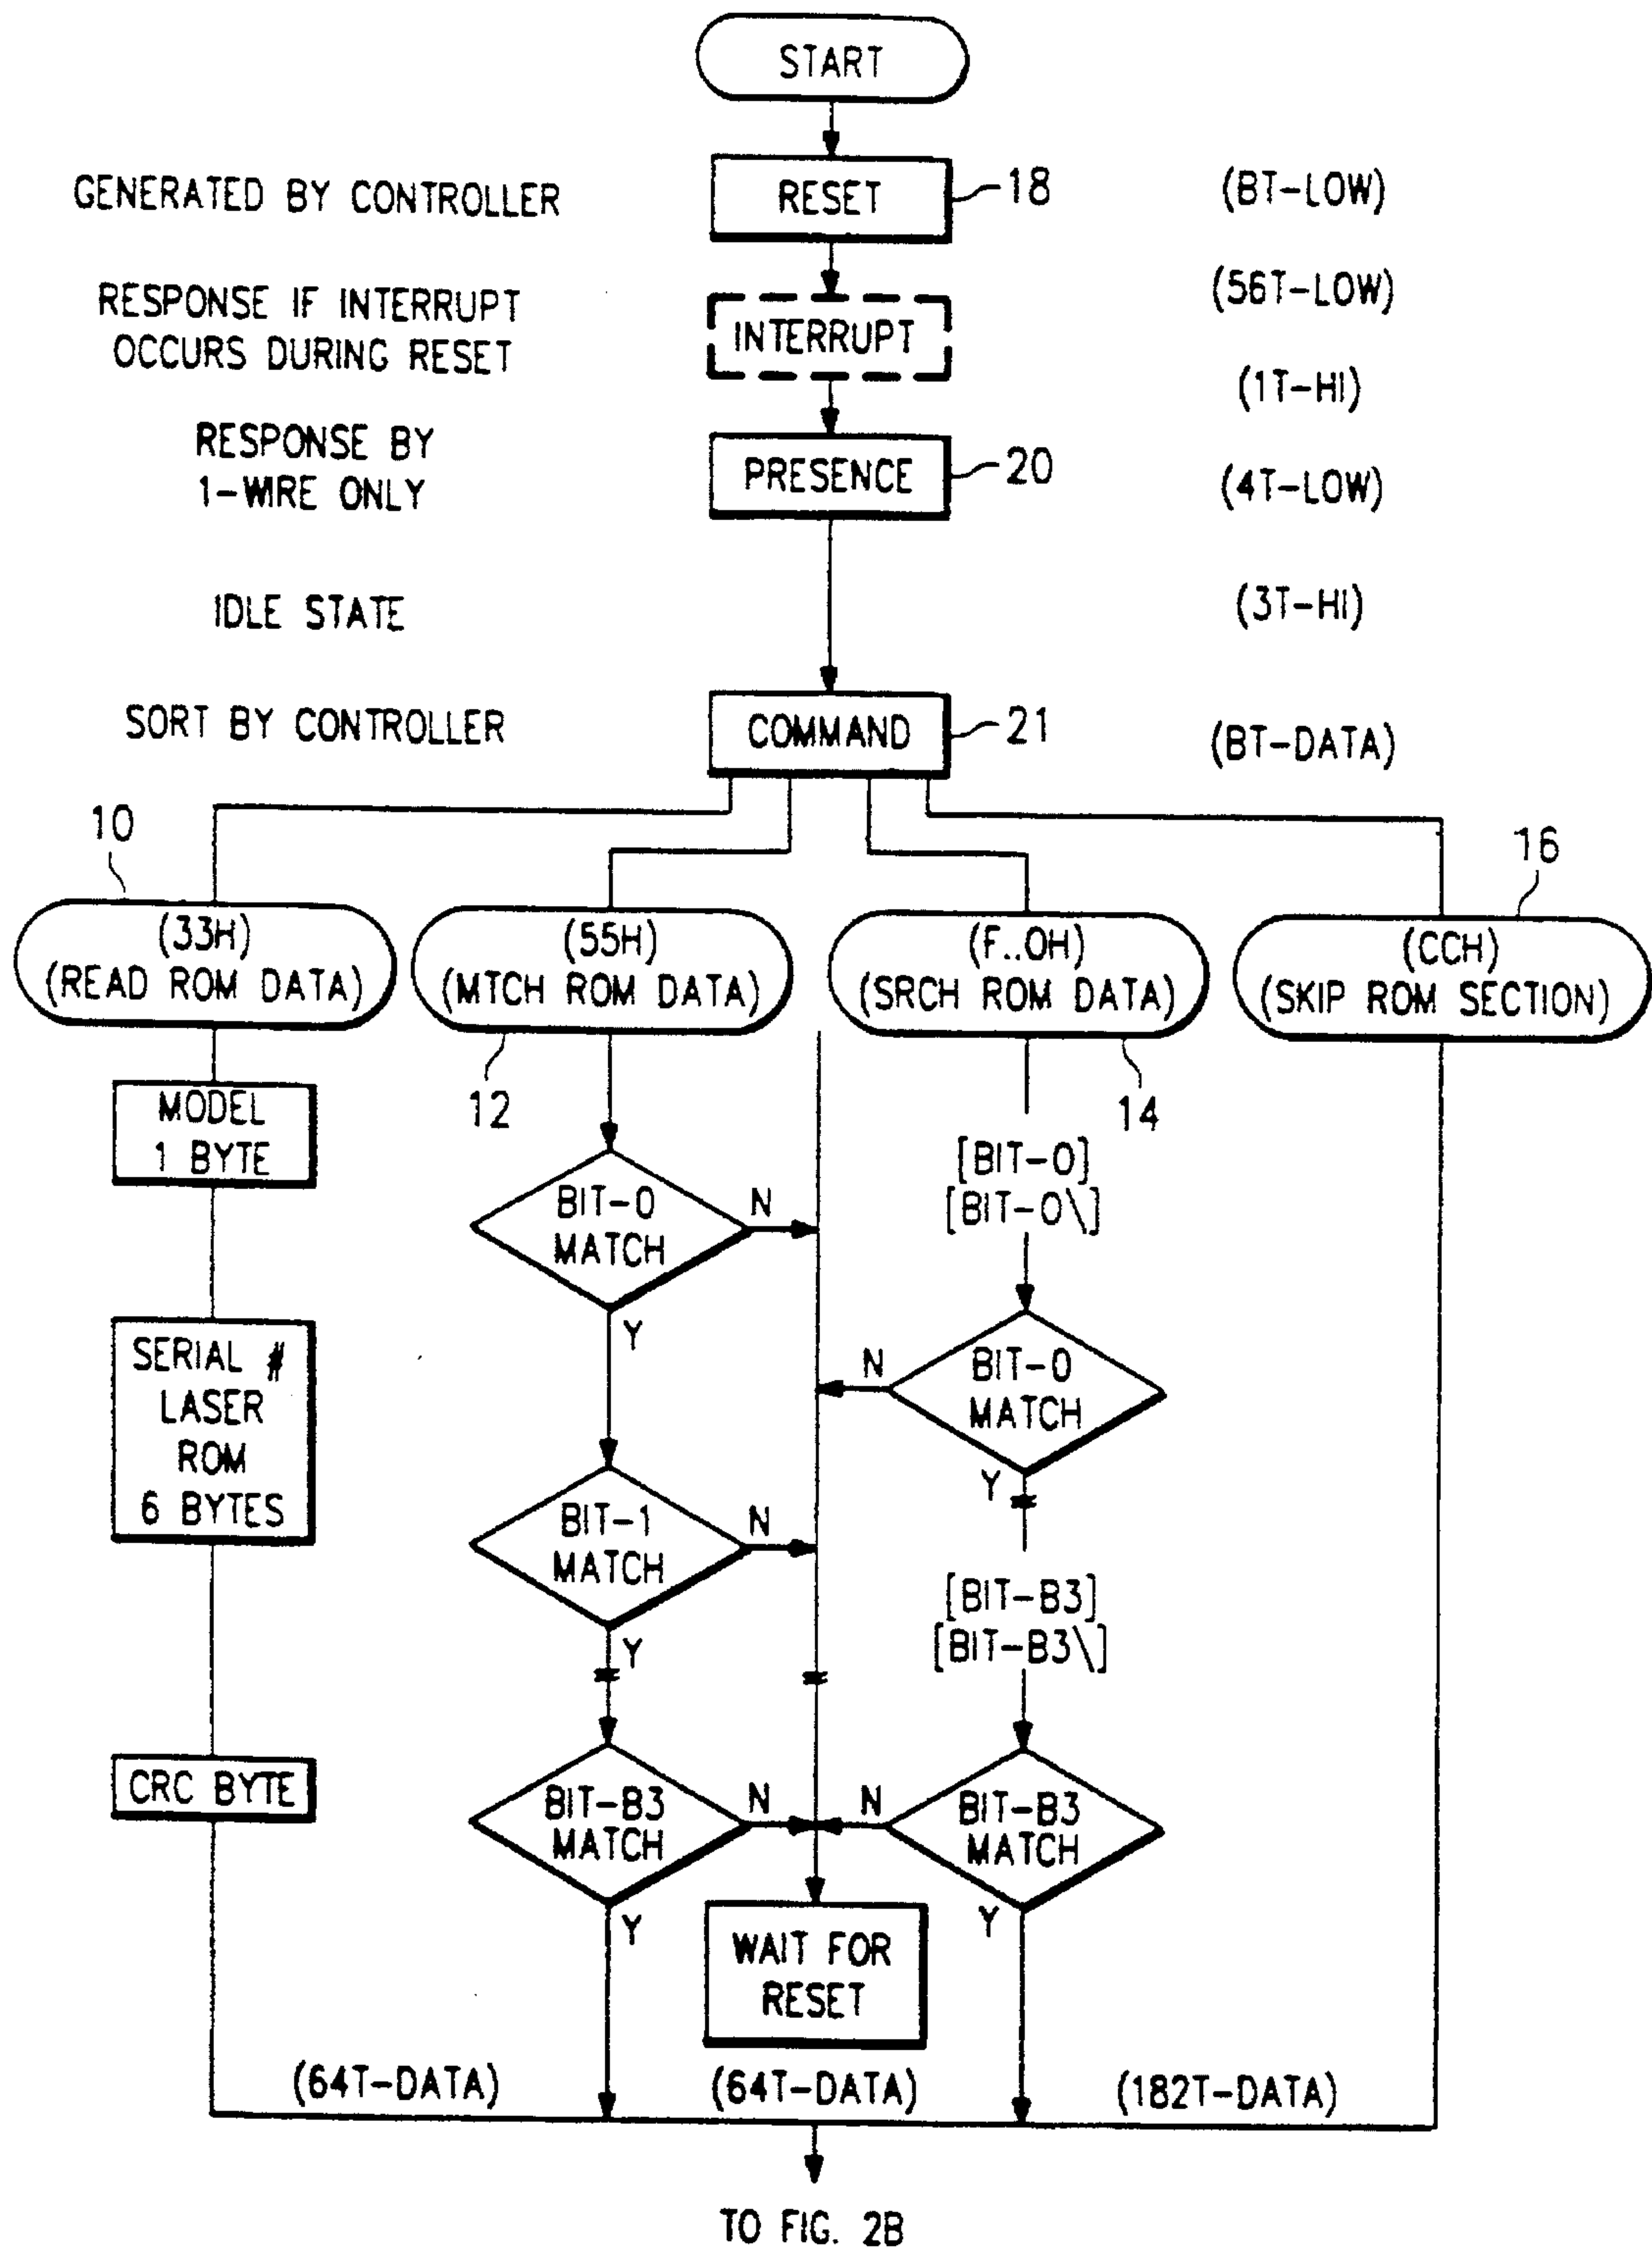 START
GENERATED BY CONTROLLER
RESET
18
(BT-LOW)
(56T-LOW)
RESPONSE IF INTERRUPT
OCCURS DURING RESET
INTERRUPT
(1T-HI)
RESPONSE BY
1-WIRE ONLY
PRESENCE
20
(4T-LOW)
IDLE STATE
(3T-HI)
SORT BY CONTROLLER
COMMAND
21
(BT-DATA)
10
16
(33H)
(READ ROM DATA)
(55H)
(MTCH ROM DATA)
(F..0H)
(SRCH ROM DATA)
(CCH)
(SKIP ROM SECTION)
12
14
MODEL
1 BYTE
BIT-0
MATCH
N
Y
[BIT-0]
[BIT-0\]
SERIAL #
LASER
ROM
6 BYTES
N
BIT-0
MATCH
Y
BIT-1
MATCH
N
Y
[BIT-B3]
[BIT-B3\]
CRC BYTE
BIT-B3
MATCH
N
Y
N
BIT-B3
MATCH
Y
WAIT FOR
RESET
(64T-DATA)
(64T-DATA)
(182T-DATA)
TO FIG. 2B